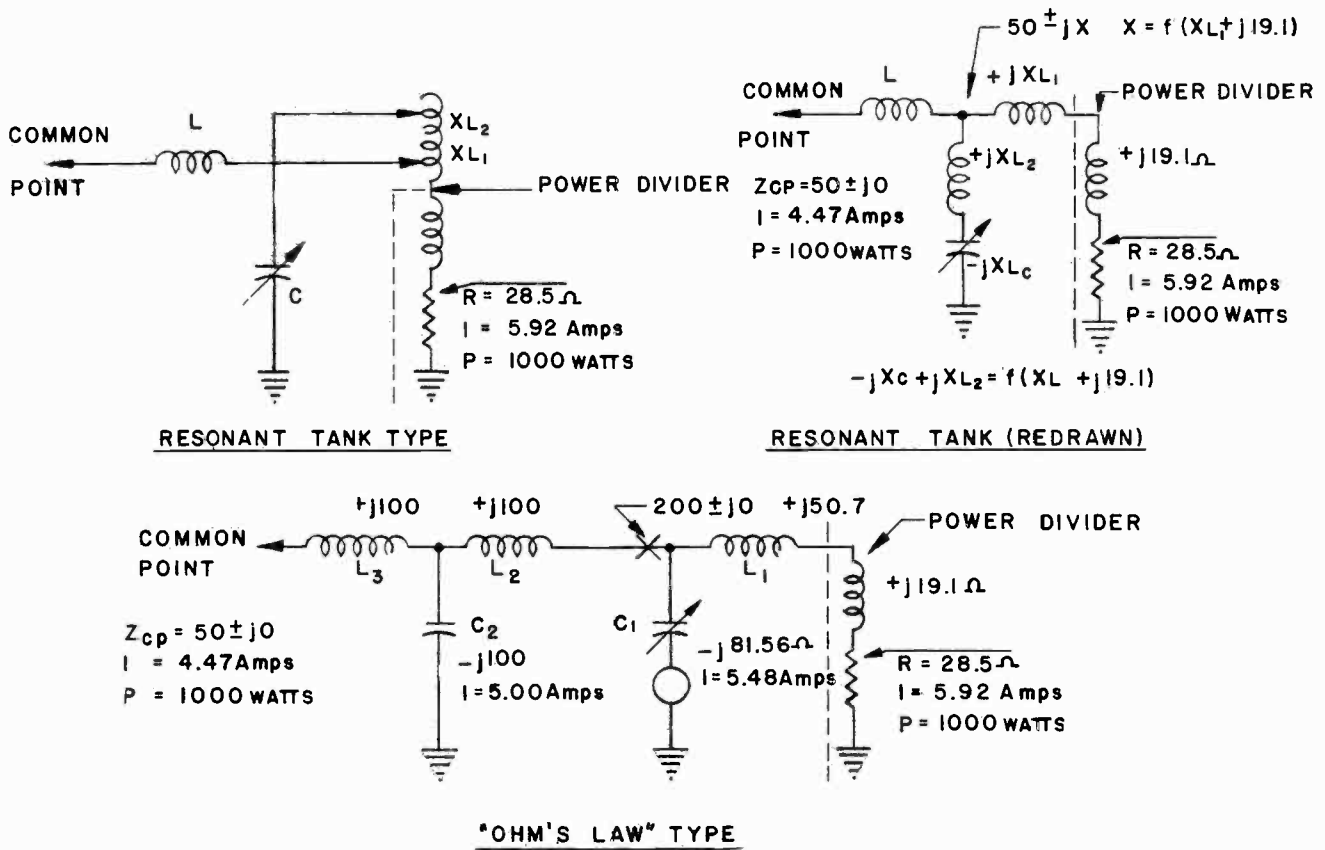 COMMON
POINT
L
C
XL2
XL1
POWER DIVIDER
R = 28.5Ω
I = 5.92 Amps
P = 1000 WATTS
RESONANT TANK TYPE
50 ± jX X = f (XL1 + j19.1)
COMMON
POINT
L
+ jXL1
POWER DIVIDER
+jXL2
+j19.1Ω
ZCP = 50 ± j0
I = 4.47 Amps
P = 1000 WATTS
-jXLC
R = 28.5Ω
I = 5.92 Amps
P = 1000 WATTS
-jXC + jXL2 = f(XL + j19.1)
RESONANT TANK (REDRAWN)
+j100
+j100
200 ± j0
+j50.7
POWER DIVIDER
COMMON
POINT
L3
L2
L1
+j19.1Ω
Zcp = 50 ± j0
I = 4.47 Amps
P = 1000 WATTS
C2
-j100
I = 5.00 Amps
C1
-j81.56Ω
I = 5.48 Amps
R = 28.5Ω
I = 5.92 Amps
P = 1000 WATTS
"OHM'S LAW" TYPE